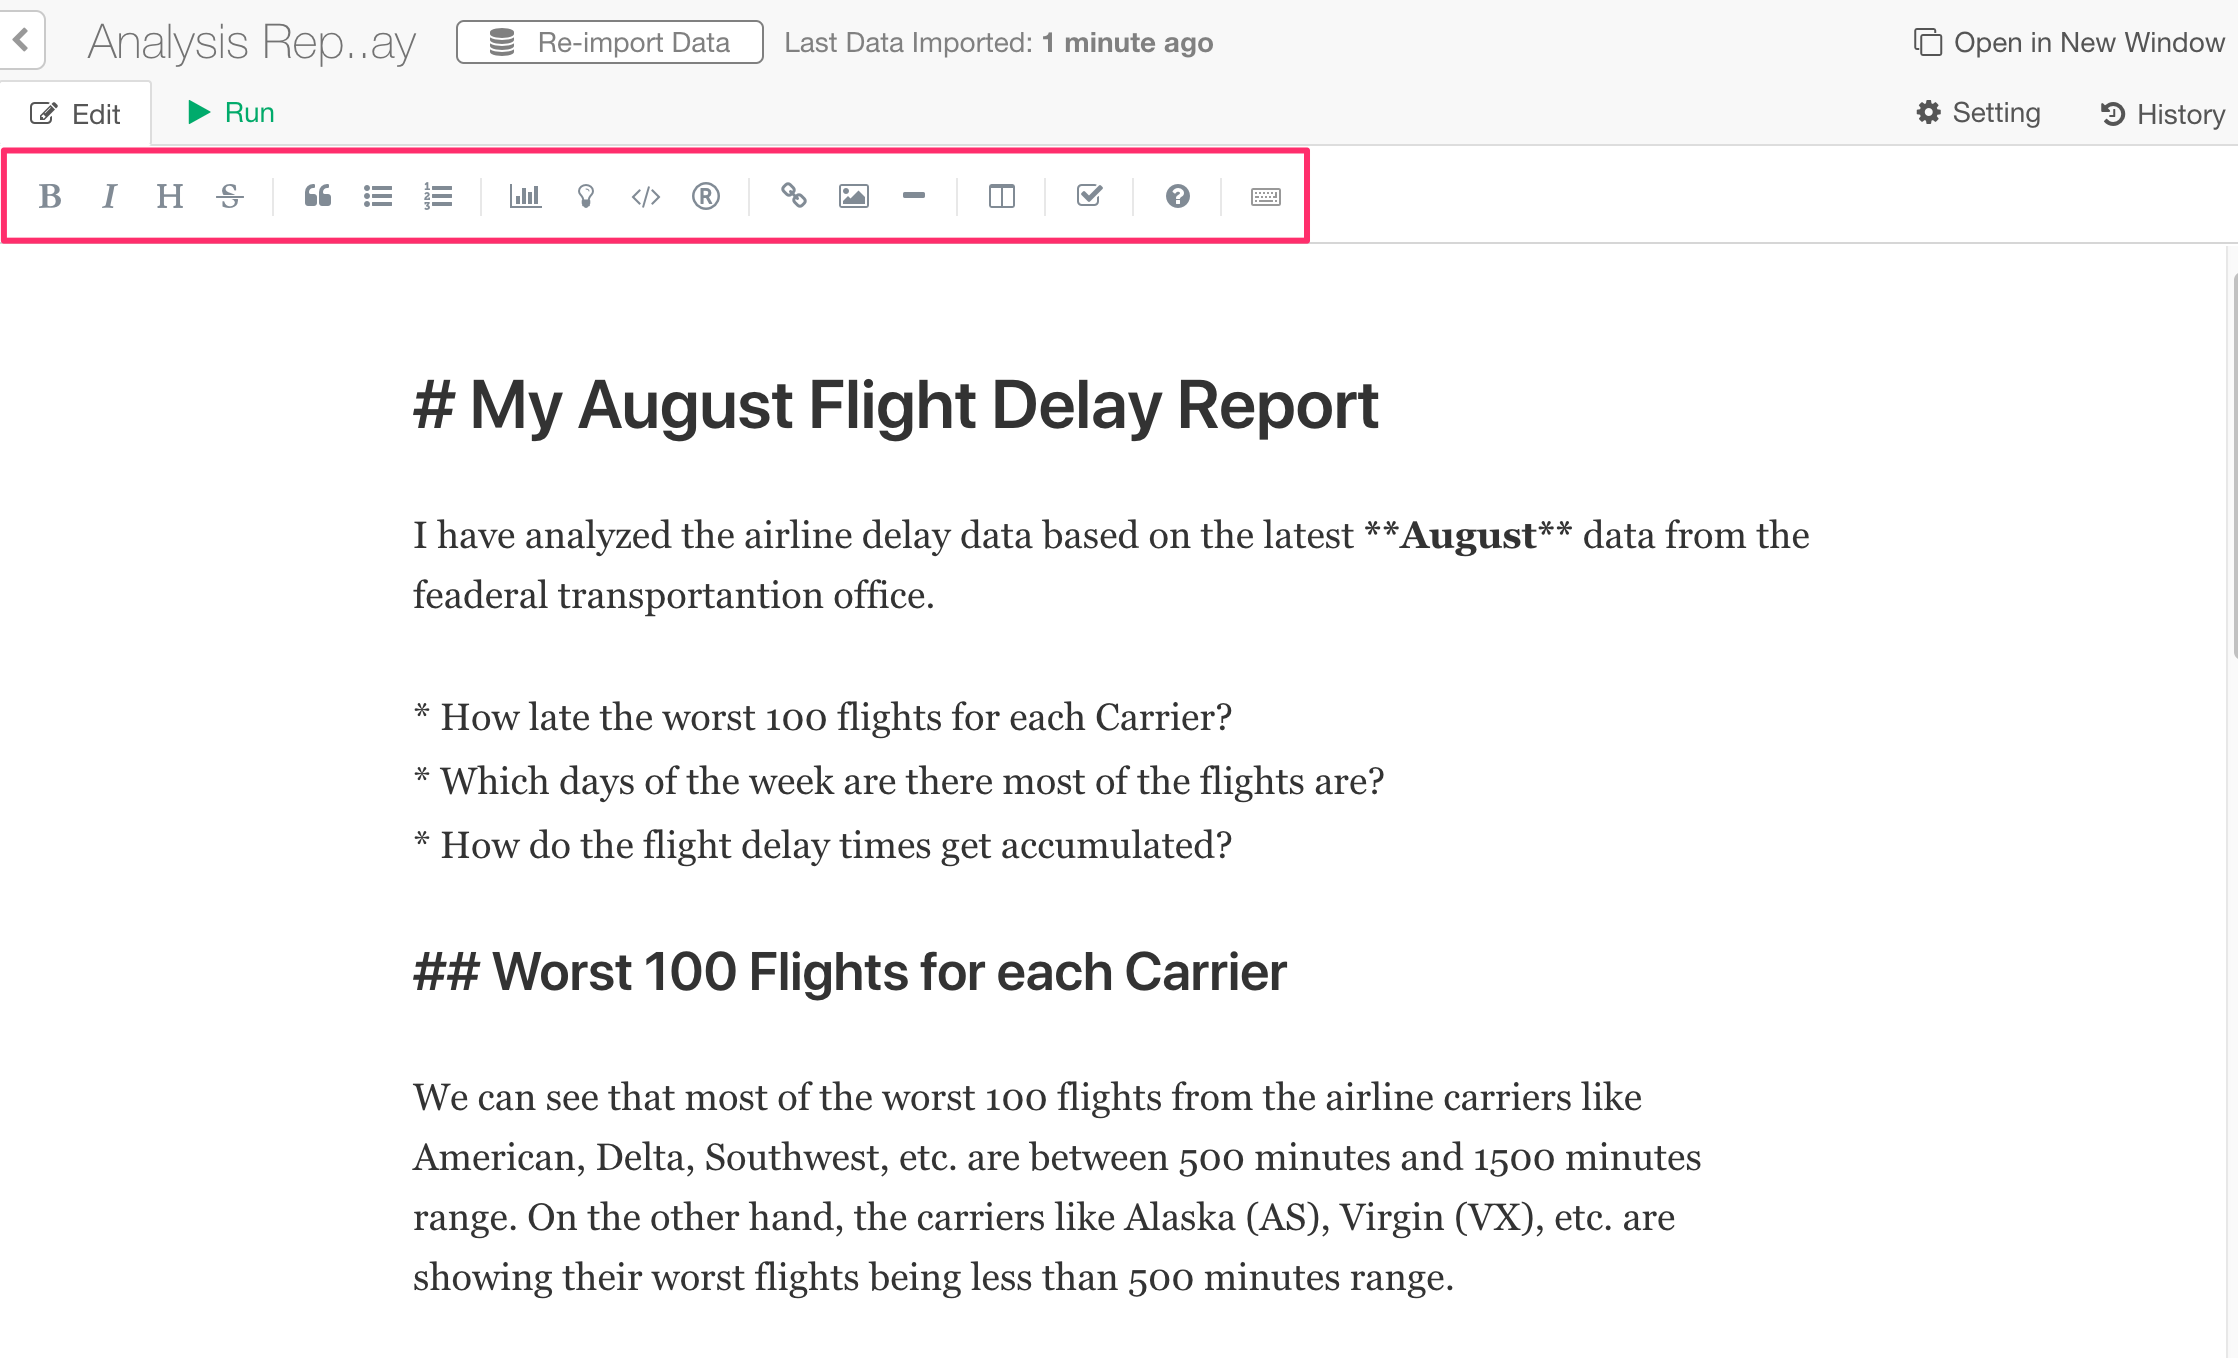 Analysis Rep..ay Re-import Data Last Data Imported: 1 minute ago Open in New Window
Edit Run Setting History
B I H S </> R ?
# My August Flight Delay Report
I have analyzed the airline delay data based on the latest **August** data from the
feaderal transportantion office.
* How late the worst 100 flights for each Carrier?
* Which days of the week are there most of the flights are?
* How do the flight delay times get accumulated?
## Worst 100 Flights for each Carrier
We can see that most of the worst 100 flights from the airline carriers like
American, Delta, Southwest, etc. are between 500 minutes and 1500 minutes
range. On the other hand, the carriers like Alaska (AS), Virgin (VX), etc. are
showing their worst flights being less than 500 minutes range.